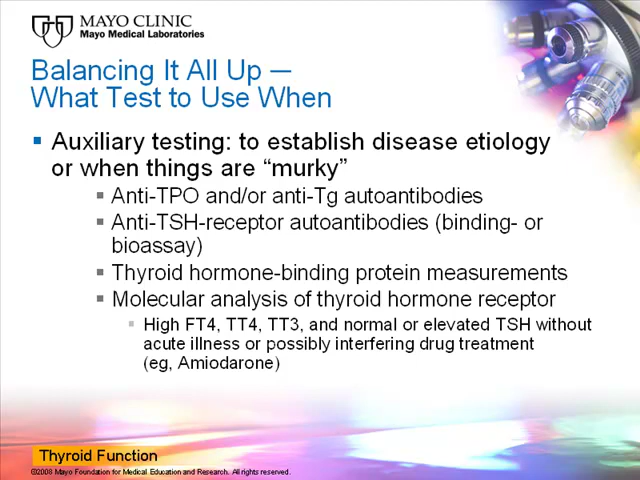 MAYO CLINIC
Mayo Medical Laboratories
Balancing It All Up —
What Test to Use When
Auxiliary testing: to establish disease etiology
or when things are “murky”
Anti-TPO and/or anti-Tg autoantibodies
Anti-TSH-receptor autoantibodies (binding- or
bioassay)
Thyroid hormone-binding protein measurements
Molecular analysis of thyroid hormone receptor
High FT4, TT4, TT3, and normal or elevated TSH without
acute illness or possibly interfering drug treatment
(eg, Amiodarone)
Thyroid Function
©2008 Mayo Foundation for Medical Education and Research. All rights reserved.